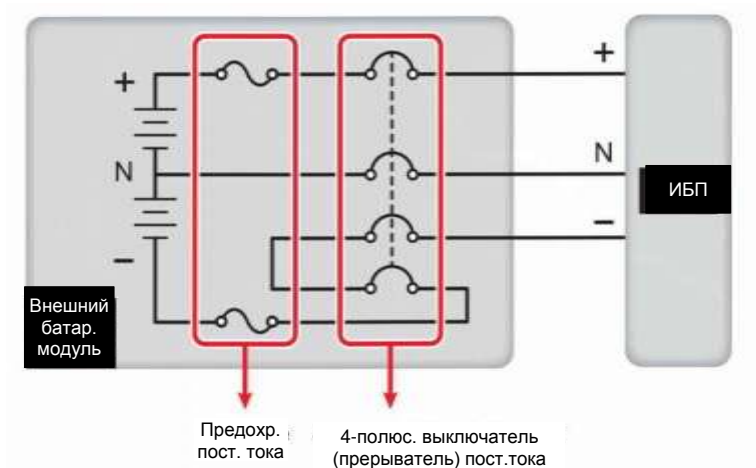 +
+
N
N
ИБП
−
−
Внешний
батар.
модуль
Предохр.
пост. тока
4-полюс. выключатель
(прерыватель) пост.тока